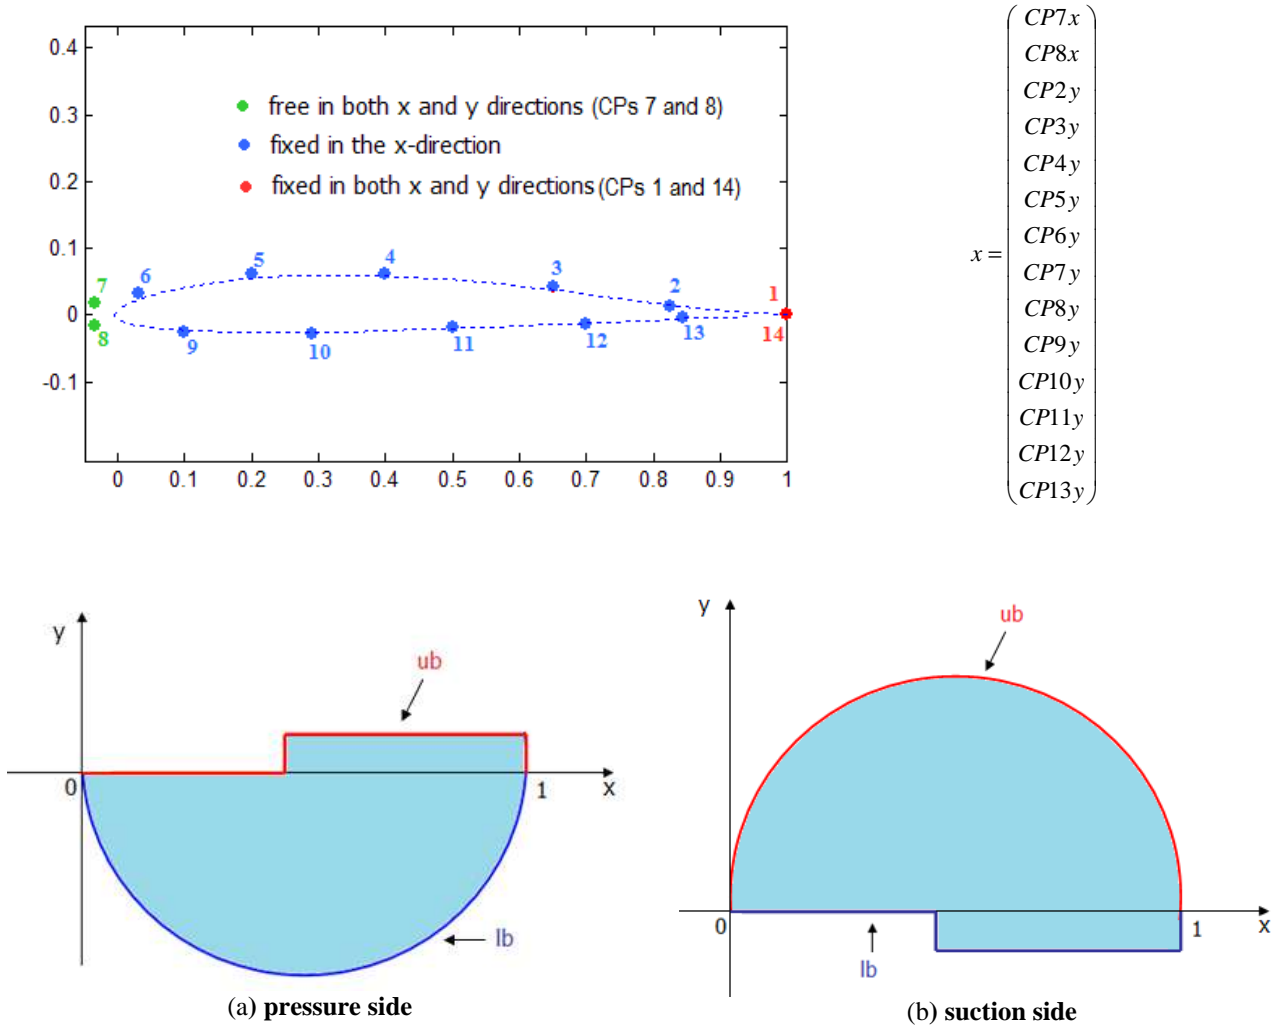 0.4
0.3
0.2
0.1
0
-0.1
free in both x and y directions (CPs 7 and 8)
fixed in the x-direction
fixed in both x and y directions (CPs 1 and 14)
7
6
5
4
3
2
1
8
9
10
11
12
13
14
0
0.1
0.2
0.3
0.4
0.5
0.6
0.7
0.8
0.9
1
x =
CP7x
CP8x
CP2y
CP3y
CP4y
CP5y
CP6y
CP7y
CP8y
CP9y
CP10y
CP11y
CP12y
CP13y
y
ub
0
1
x
lb
(a) pressure side
y
ub
0
1
x
lb
(b) suction side